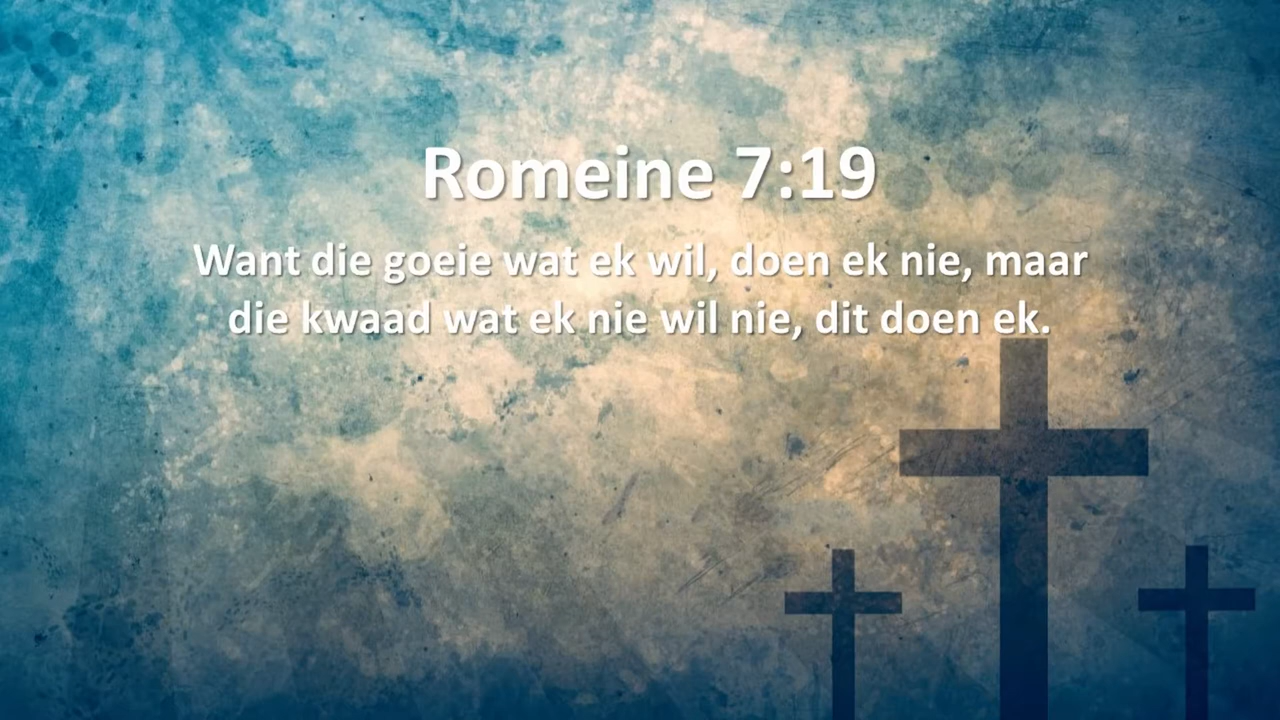 Romeine 7:19
Want die goeie wat ek wil, doen ek nie, maar
die kwaad wat ek nie wil nie, dit doen ek.